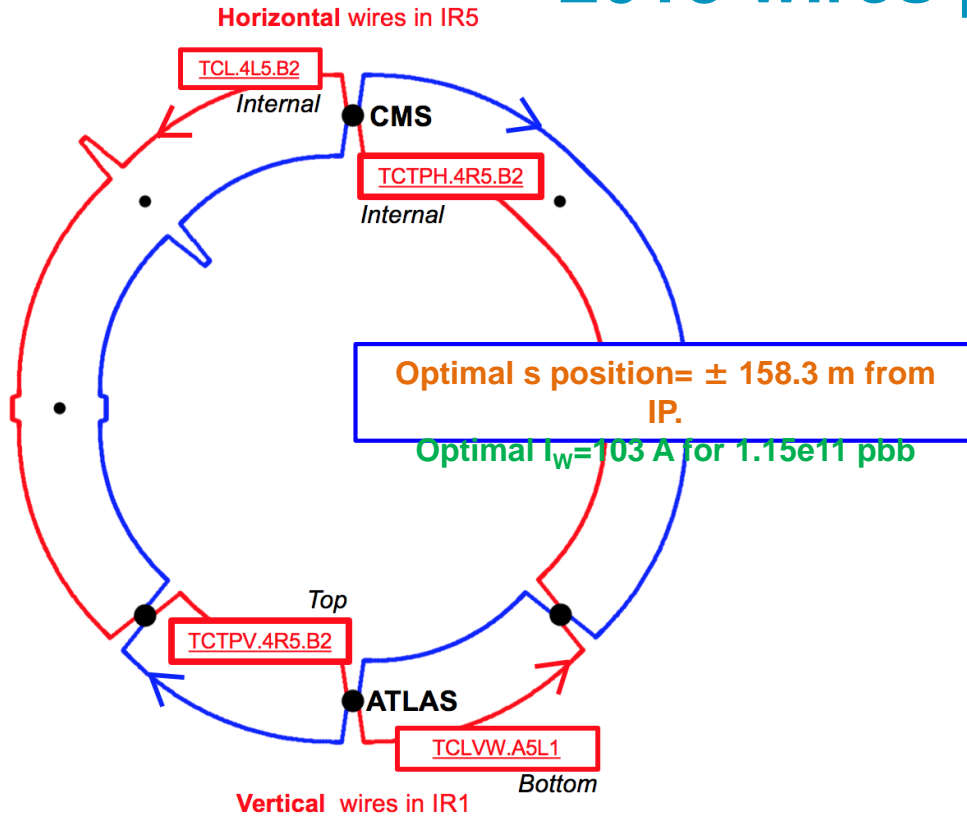 Horizontal wires in IR5
TCL.4L5.B2
Internal
CMS
TCTPH.4R5.B2
Internal
Optimal s position= ± 158.3 m from
IP.
Optimal IW=103 A for 1.15e11 pbb
Top
TCTPV.4R5.B2
ATLAS
TCLVW.A5L1
Bottom
Vertical wires in IR1